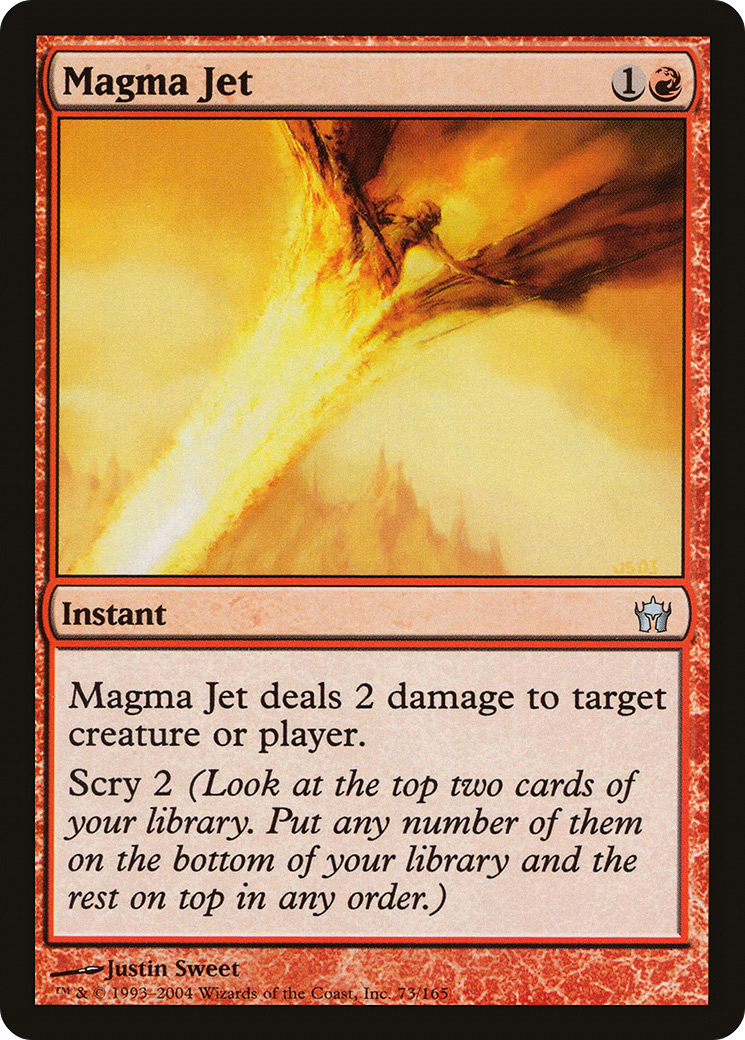 Magma Jet 1
JS03
Instant
Magma Jet deals 2 damage to target
creature or player.
Scry 2 (Look at the top two cards of
your library. Put any number of them
on the bottom of your library and the
rest on top in any order.)
Justin Sweet
™ & © 1993–2004 Wizards of the Coast, Inc. 73/165